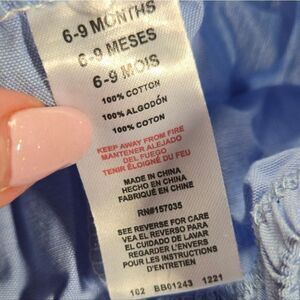 6-9 MONTHS
6-9 MESES
6-9 MOIS
100% COTTON
100% ALGODÓN
100% COTON
KEEP AWAY FROM FIRE
MANTENER ALEJADO
DEL FUEGO
TENIR ÉLOIGNÉ DU FEU
MADE IN CHINA
HECHO EN CHINA
FABRIQUÉ EN CHINE
RN#157035
SEE REVERSE FOR CARE
VEA EL REVERSO PARA
EL CUIDADO DE LAVAR
REGARDER L'ENVERS
POUR LES INSTRUCTIONS
D'ENTRETIEN
102 BB01243 1221